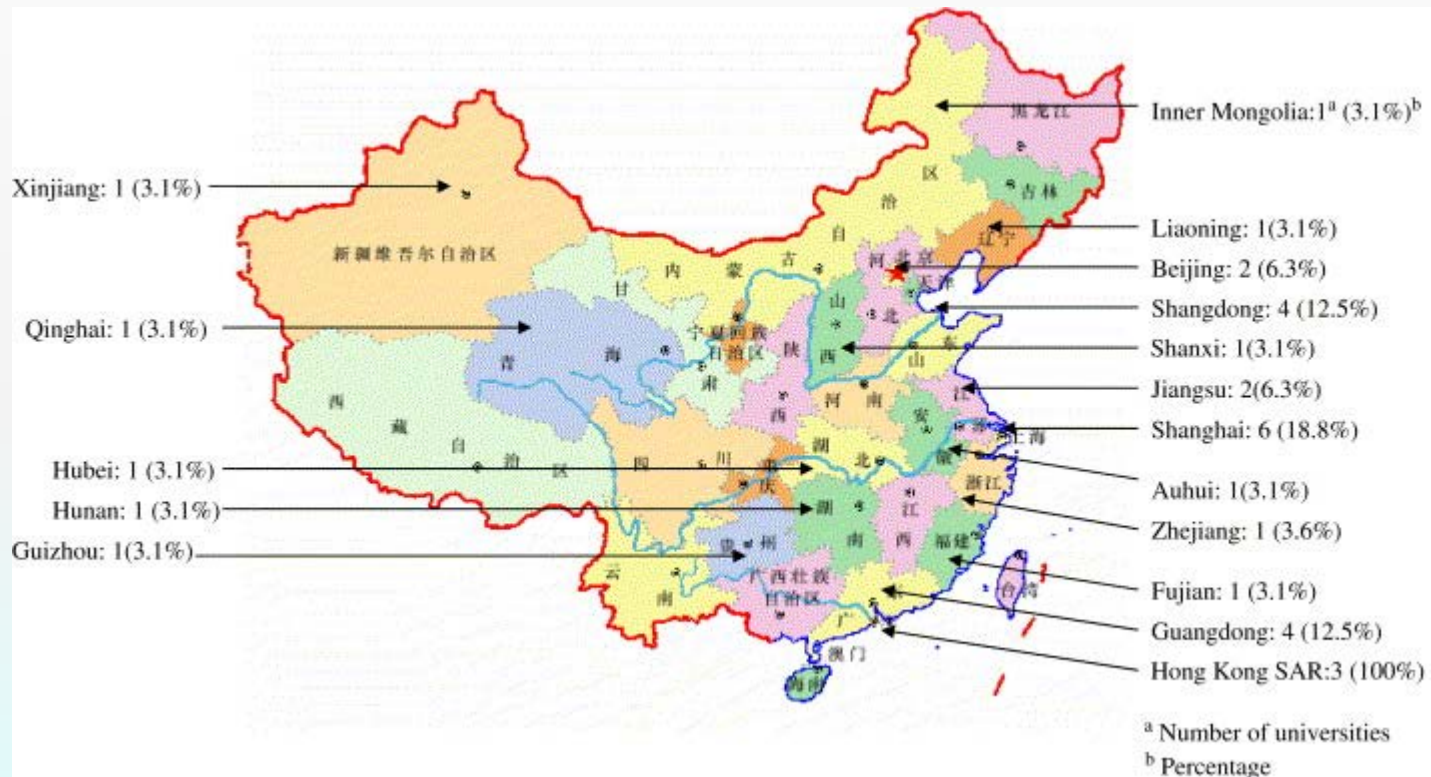 Xinjiang: 1 (3.1%)
Qinghai: 1 (3.1%)
Hubei: 1 (3.1%)
Hunan: 1 (3.1%)
Guizhou: 1(3.1%)
黑龙江
吉林
辽宁
内蒙古自治区
新疆维吾尔自治区
甘肃
宁夏回族
自治区
青海
西藏自治区
北京
天津
河北
山西
山东
陕西
河南
江苏
安徽
上海
湖北
四川
重庆
浙江
湖南
江西
福建
贵州
云南
广西壮族
自治区
广东
台湾
澳门
海南
Inner Mongolia:1a (3.1%)b
Liaoning: 1(3.1%)
Beijing: 2 (6.3%)
Shangdong: 4 (12.5%)
Shanxi: 1(3.1%)
Jiangsu: 2(6.3%)
Shanghai: 6 (18.8%)
Auhui: 1(3.1%)
Zhejiang: 1 (3.6%)
Fujian: 1 (3.1%)
Guangdong: 4 (12.5%)
Hong Kong SAR:3 (100%)
a Number of universities
b Percentage